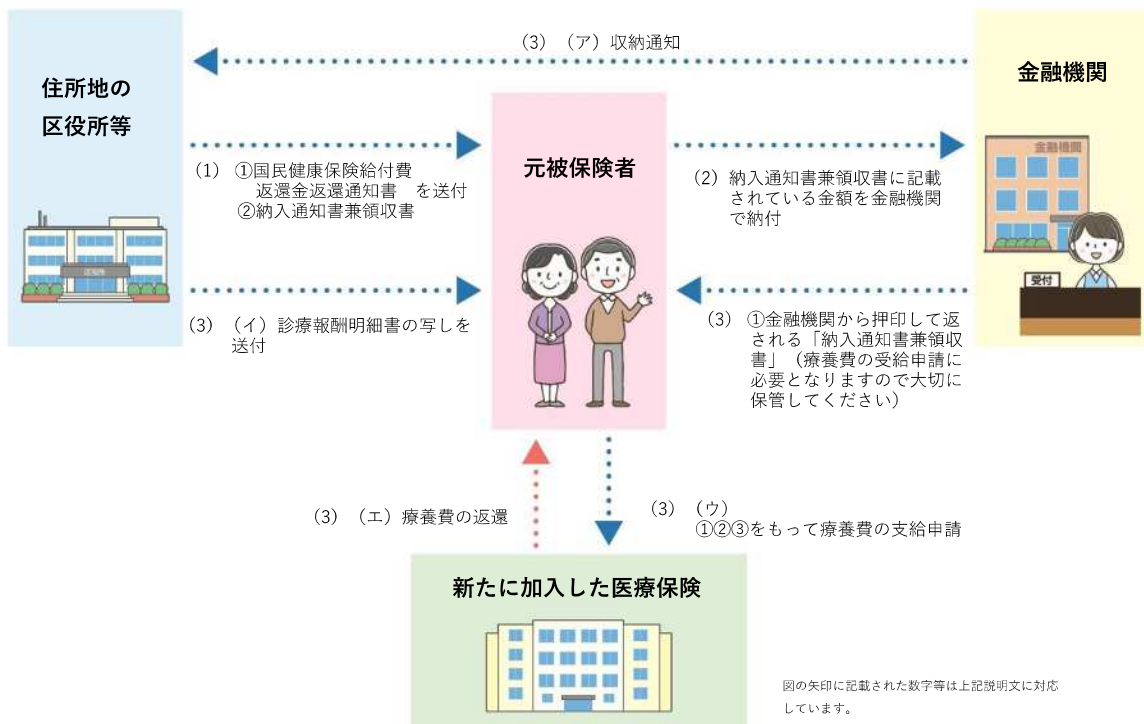 (3) (ア)収納通知
住所地の
区役所等
金融機関
金融機関
元被保険者
(1) ①国民健康保険給付費
返還金返還通知書 を送付
②納入通知書兼領収書
(2) 納入通知書兼領収書に記載
されている金額を金融機関
で納付
受付
(3) (イ)診療報酬明細書の写しを
送付
(3) ①金融機関から押印して返
される「納入通知書兼領収
書」(療養費の受給申請に
必要となりますので大切に
保管してください)
(3) (エ)療養費の返還
(3) (ウ)
①②③をもって療養費の支給申請
新たに加入した医療保険
図の矢印に記載された数字等は上記説明文に対応
しています。